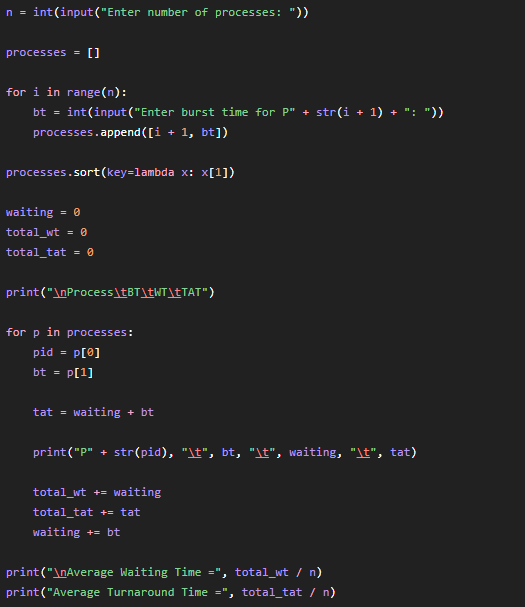 n = int(input("Enter number of processes: "))
processes = []
for i in range(n):
    bt = int(input("Enter burst time for P" + str(i + 1) + ": "))
    processes.append([i + 1, bt])
processes.sort(key=lambda x: x[1])
waiting = 0
total_wt = 0
total_tat = 0
print("\nProcess\tBT\tWT\tTAT")
for p in processes:
    pid = p[0]
    bt = p[1]
    tat = waiting + bt
    print("P" + str(pid), "\t", bt, "\t", waiting, "\t", tat)
    total_wt += waiting
    total_tat += tat
    waiting += bt
print("\nAverage Waiting Time =", total_wt / n)
print("Average Turnaround Time =", total_tat / n)